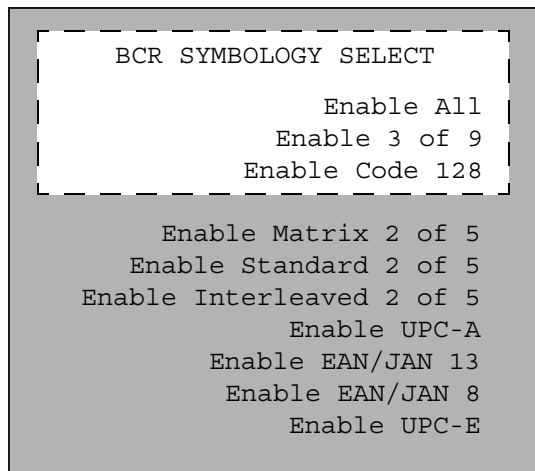 BCR SYMBOLOGY SELECT
Enable All
Enable 3 of 9
Enable Code 128
Enable Matrix 2 of 5
Enable Standard 2 of 5
Enable Interleaved 2 of 5
Enable UPC-A
Enable EAN/JAN 13
Enable EAN/JAN 8
Enable UPC-E